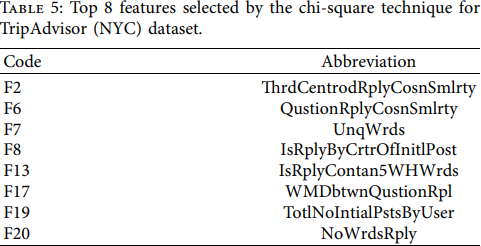 TABLE 5: Top 8 features selected by the chi-square technique for
TripAdvisor (NYC) dataset.
Code Abbreviation
F2 ThrdCentrodRplyCosnSmlrty
F6 QustionRplyCosnSmlrty
F7 UnqWrds
F8 IsRplyByCrtrOfInitlPost
F13 IsRplyContan5WHWrds
F17 WMDbtwnQustionRpl
F19 TotlNoIntialPstsByUser
F20 NoWrdsRply